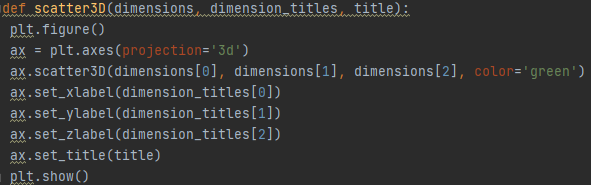 def scatter3D(dimensions, dimension_titles, title):
plt.figure()
ax = plt.axes(projection='3d')
ax.scatter3D(dimensions[0], dimensions[1], dimensions[2], color='green')
ax.set_xlabel(dimension_titles[0])
ax.set_ylabel(dimension_titles[1])
ax.set_zlabel(dimension_titles[2])
ax.set_title(title)
plt.show()